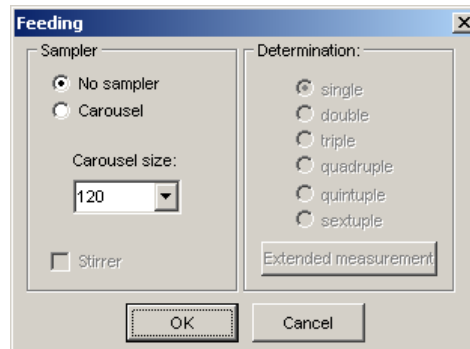 Feeding
Sampler
No sampler
Carousel
Carousel size:
120
Stirrer
Determination:
single
double
triple
quadruple
quintuple
sextuple
Extended measurement
OK
Cancel